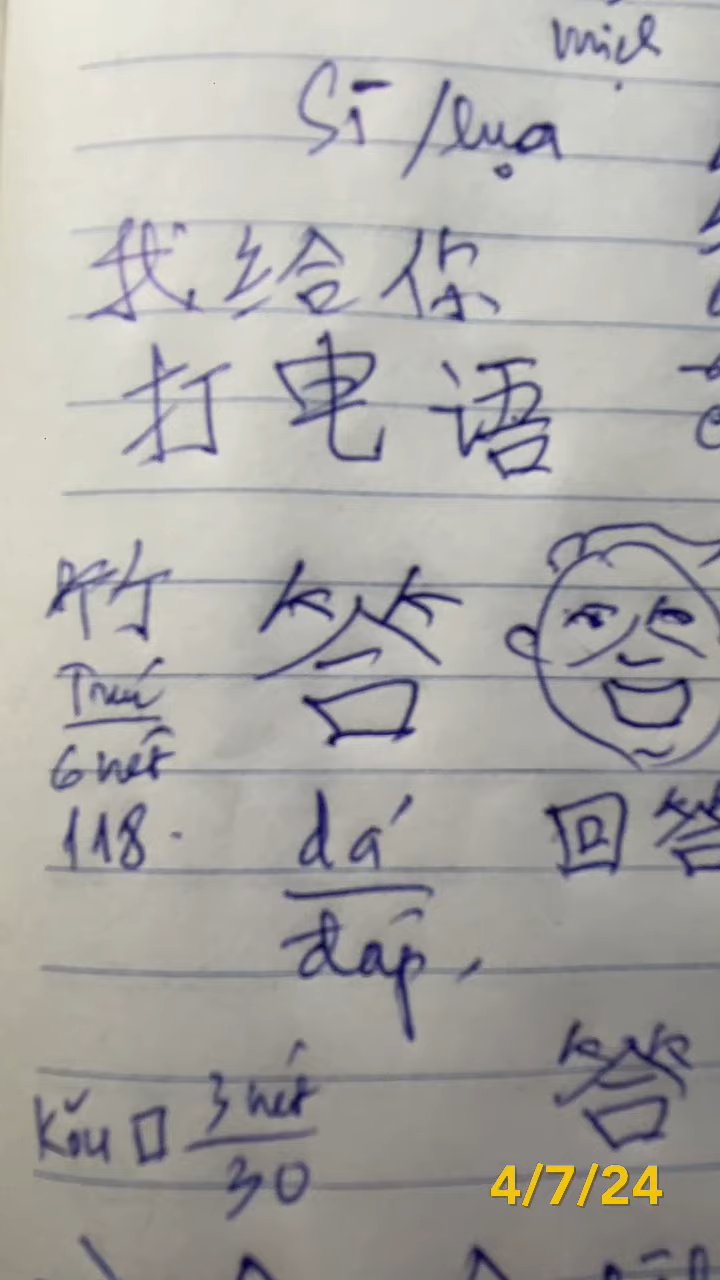 mịch
Sī / lụa
我给你
打电语
竹 答
Trúc
6 nét
118.
dá 回答
đáp,
答
Kǒu 口 3 nét
30
4/7/24